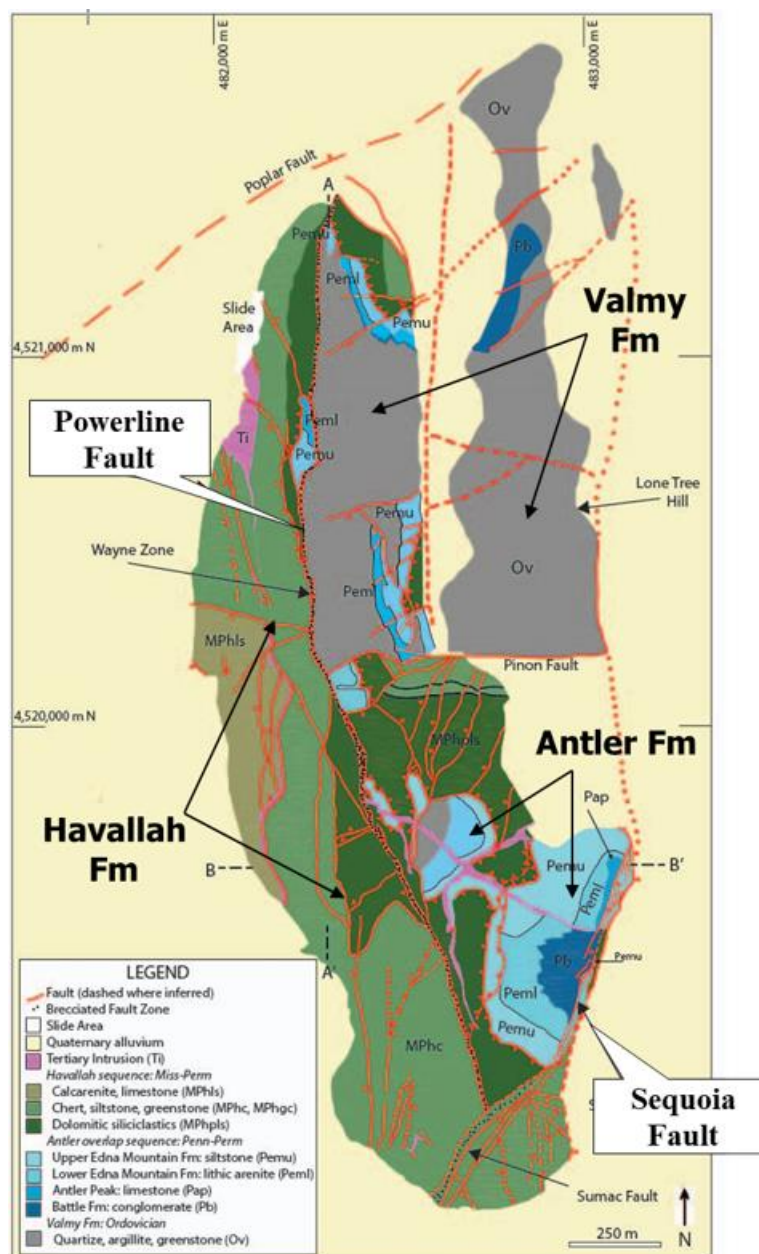 482,000 m E
483,000 m E
Ov
Poplar Fault
A
Pemu
Pb
Peml
Slide
Area
Pemu
Valmy
Fm
4,521,000 m N
Powerline
Fault
Peml
Ti
Pemu
Lone Tree
Hill
Pemu
Wayne Zone
Ov
Pem
MPhls
Pinon Fault
4,520,000 m N
MPhpls
Antler Fm
Pap
Havallah
Fm
B
Pemu
B'
Peml
A'
Pb
Pemu
Peml
Pemu
MPhc
Sequoia
Fault
S
Sumac Fault
250 m
N
LEGEND
Fault (dashed where inferred)
Brecciated Fault Zone
Slide Area
Quaternary alluvium
Tertiary Intrusion (Ti)
Havallah sequence: Miss-Perm
Calcarenite, limestone (MPhls)
Chert, siltstone, greenstone (MPhc, MPhgc)
Dolomitic siliciclastics (MPhpls)
Antler overlap sequence: Penn-Perm
Upper Edna Mountain Fm: siltstone (Pemu)
Lower Edna Mountain Fm: lithic arenite (Peml)
Antler Peak: limestone (Pap)
Battle Fm: conglomerate (Pb)
Valmy Fm: Ordovician
Quartize, argillite, greenstone (Ov)